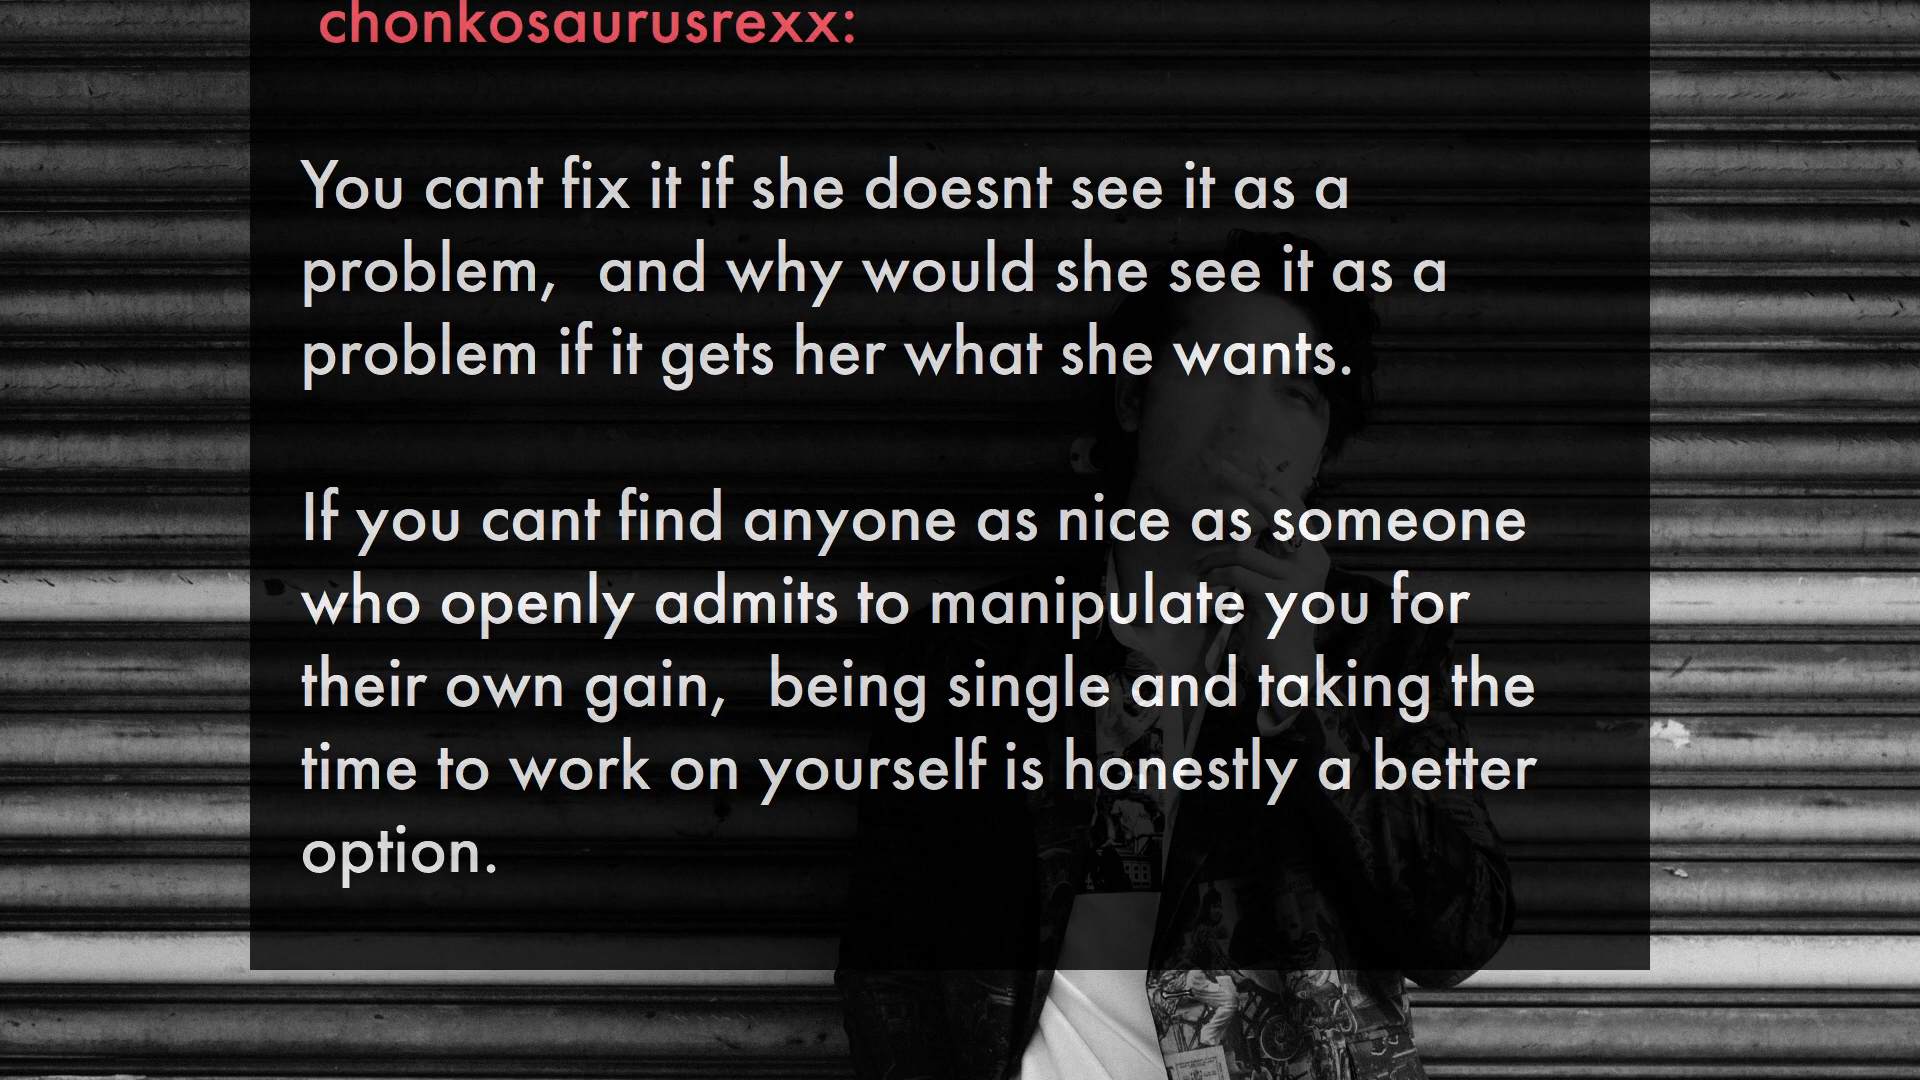 chonkosaurusrexx:
You cant fix it if she doesnt see it as a
problem,  and why would she see it as a
problem if it gets her what she wants.
If you cant find anyone as nice as someone
who openly admits to manipulate you for
their own gain,  being single and taking the
time to work on yourself is honestly a better
option.